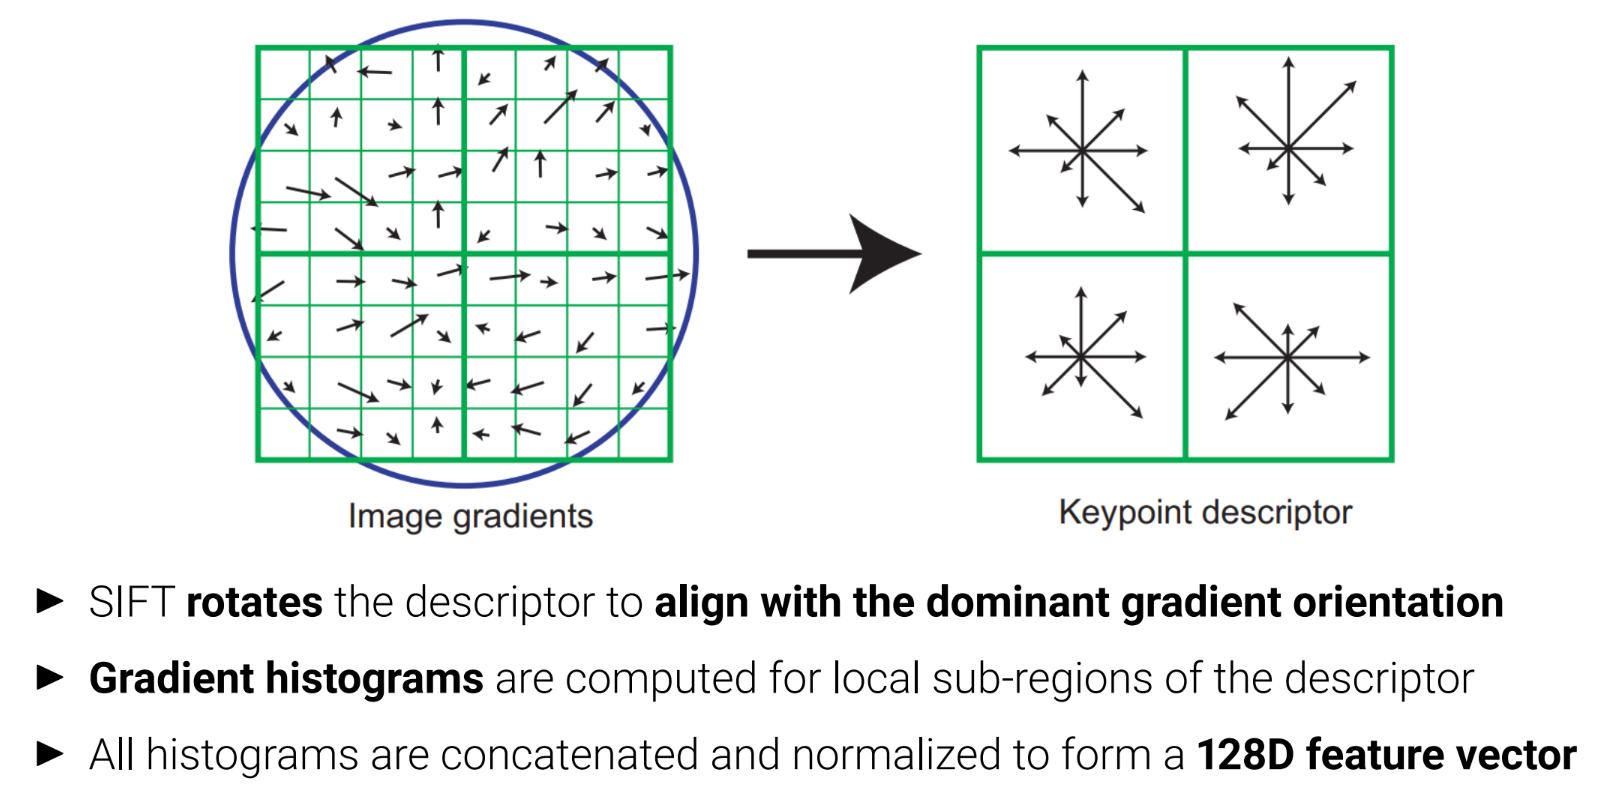 Image gradients
Keypoint descriptor
► SIFT rotates the descriptor to align with the dominant gradient orientation
► Gradient histograms are computed for local sub-regions of the descriptor
► All histograms are concatenated and normalized to form a 128D feature vector